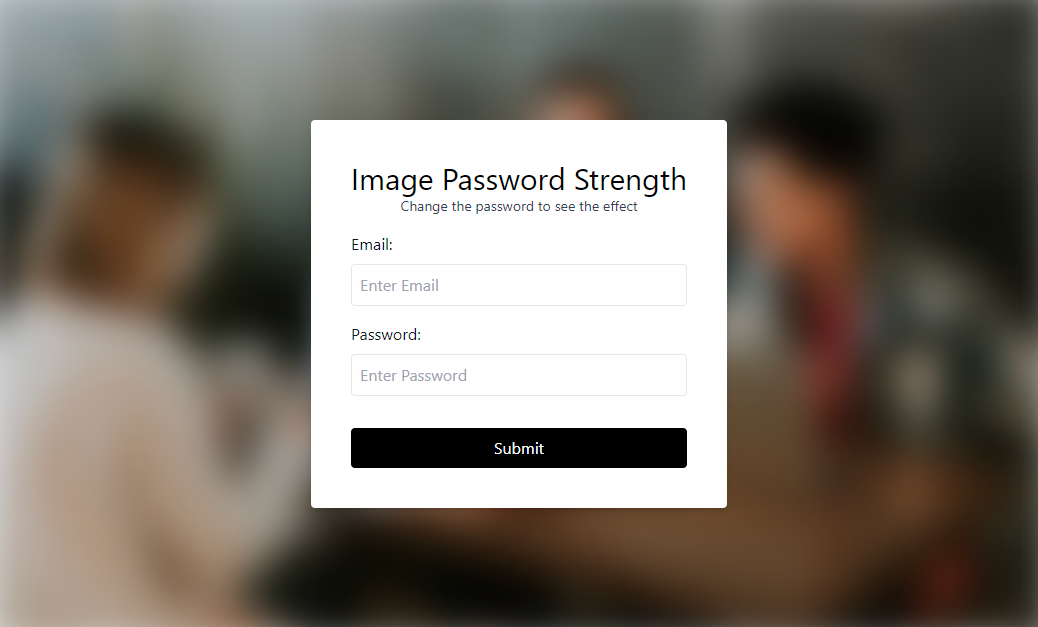 Image Password Strength
Change the password to see the effect
Email:
Enter Email
Password:
Enter Password
Submit